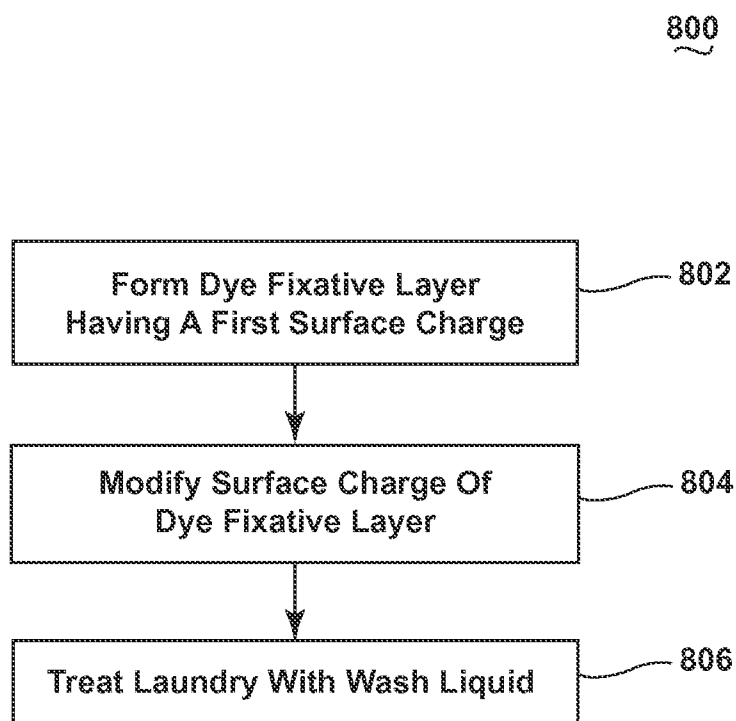 800
Form Dye Fixative Layer
Having A First Surface Charge
802
Modify Surface Charge Of
Dye Fixative Layer
804
Treat Laundry With Wash Liquid
806